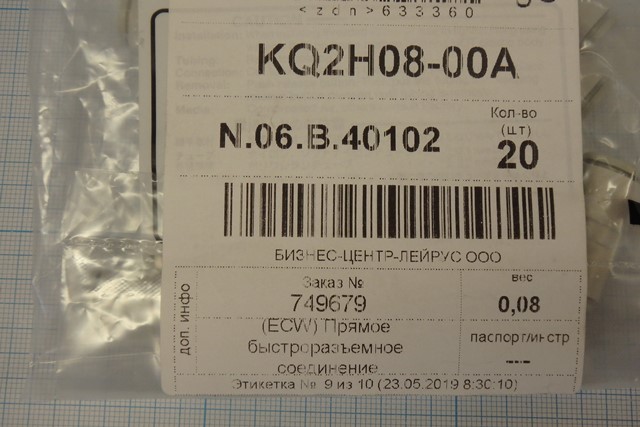 <zdn>633360
KQ2H08-00A
N.06.B.40102
Кол-во
(шт)
20
БИЗНЕС-ЦЕНТР-ЛЕЙРУС ООО
доп. инфо
Заказ №
749679
вес
0,08
(ECW) Прямое
быстроразъемное
соединение
паспорт/инстр
---
Этикетка № 9 из 10 (23.05.2019 8:30:10)